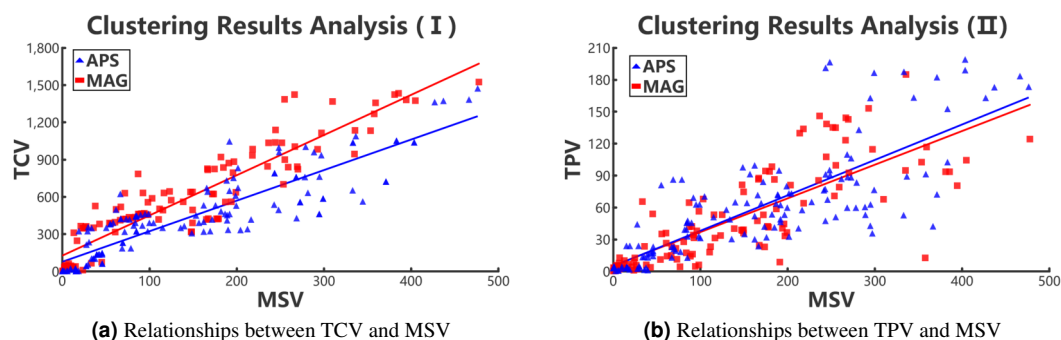 Clustering Results Analysis ( I )
1,800
1,500
1,200
900
600
300
0
TCV
APS
MAG
0 100 200 300 400 500
MSV
(a) Relationships between TCV and MSV
Clustering Results Analysis (II)
210
180
150
120
90
60
30
0
TPV
APS
MAG
0 100 200 300 400 500
MSV
(b) Relationships between TPV and MSV